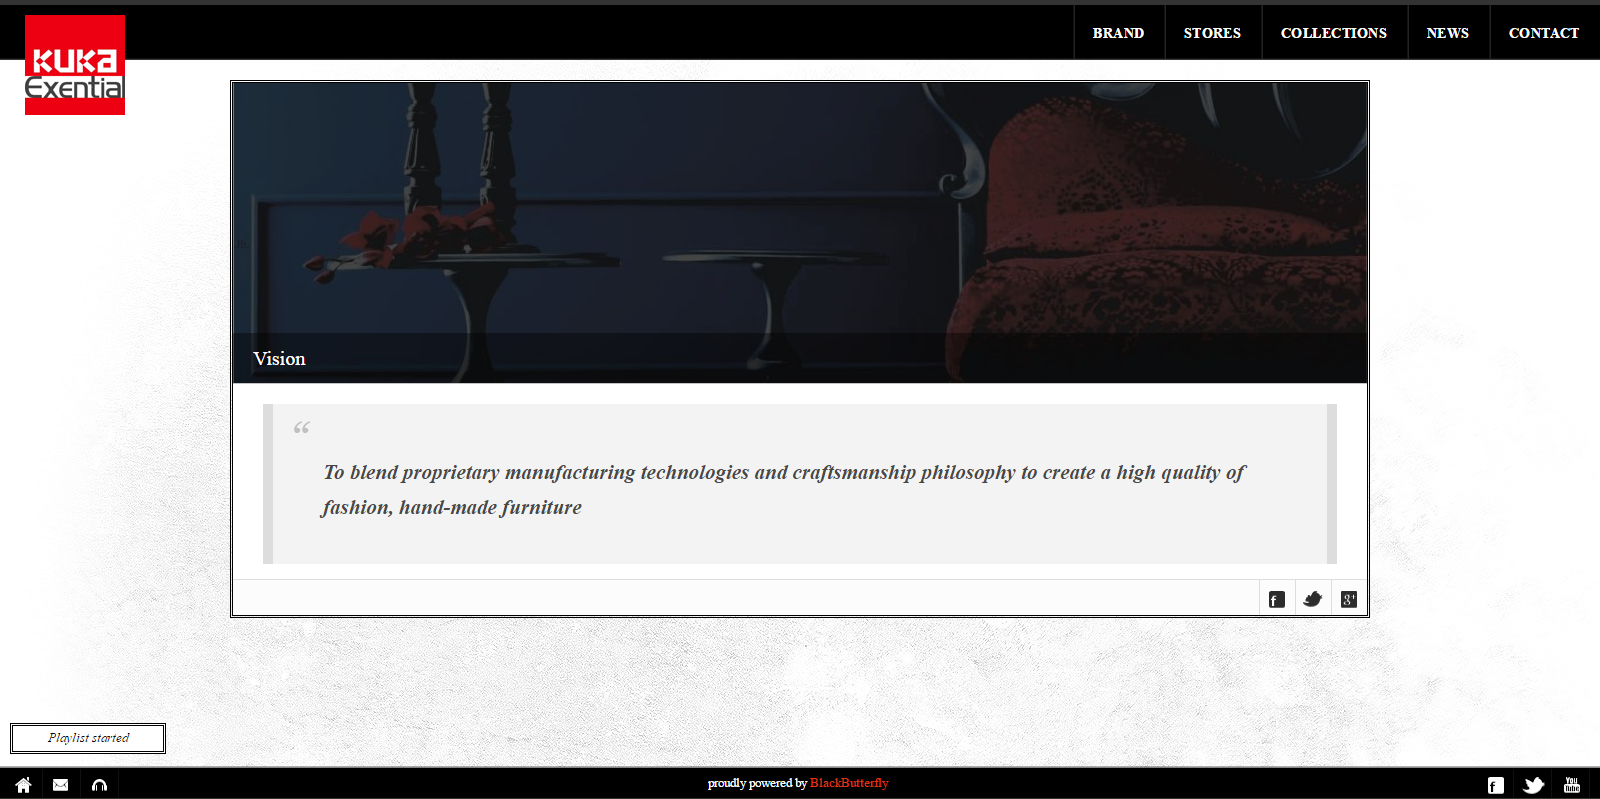 BRAND STORES COLLECTIONS NEWS CONTACT
KUKA
Exential
Vision
“
To blend proprietary manufacturing technologies and craftsmanship philosophy to create a high quality of
fashion, hand-made furniture
f g+
Playlist started
proudly powered by BlackButterfly
f You
Tube